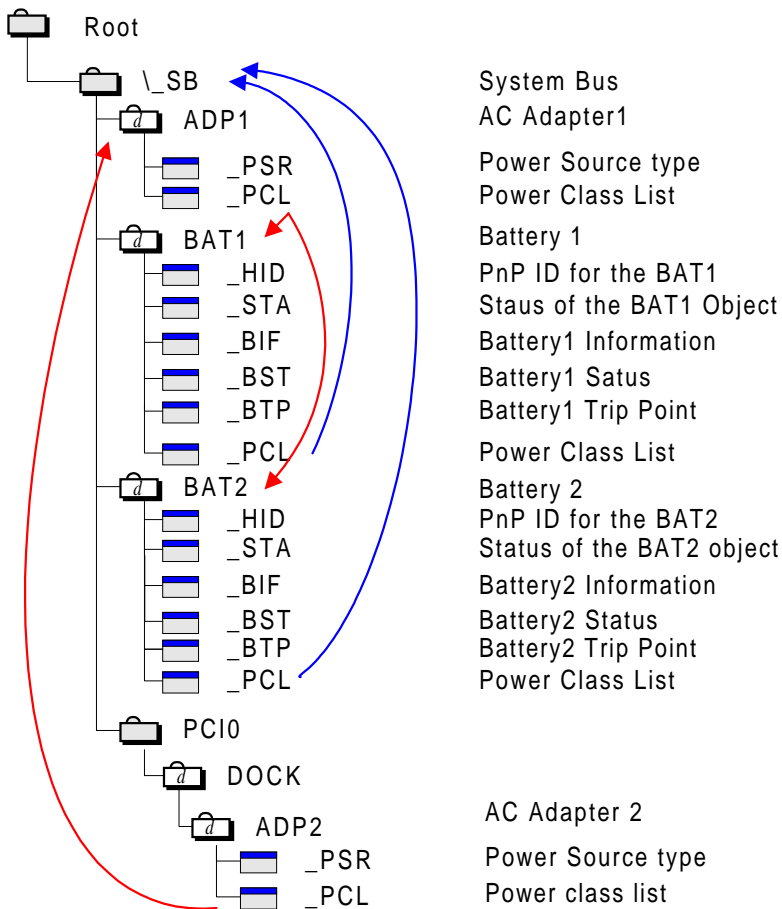 Root
\_SB System Bus
d ADP1 AC Adapter1
_PSR Power Source type
_PCL Power Class List
d BAT1 Battery 1
_HID PnP ID for the BAT1
_STA Staus of the BAT1 Object
_BIF Battery1 Information
_BST Battery1 Satus
_BTP Battery1 Trip Point
_PCL Power Class List
d BAT2 Battery 2
_HID PnP ID for the BAT2
_STA Status of the BAT2 object
_BIF Battery2 Information
_BST Battery2 Status
_BTP Battery2 Trip Point
_PCL Power Class List
PCI0
d DOCK
d ADP2 AC Adapter 2
_PSR Power Source type
_PCL Power class list